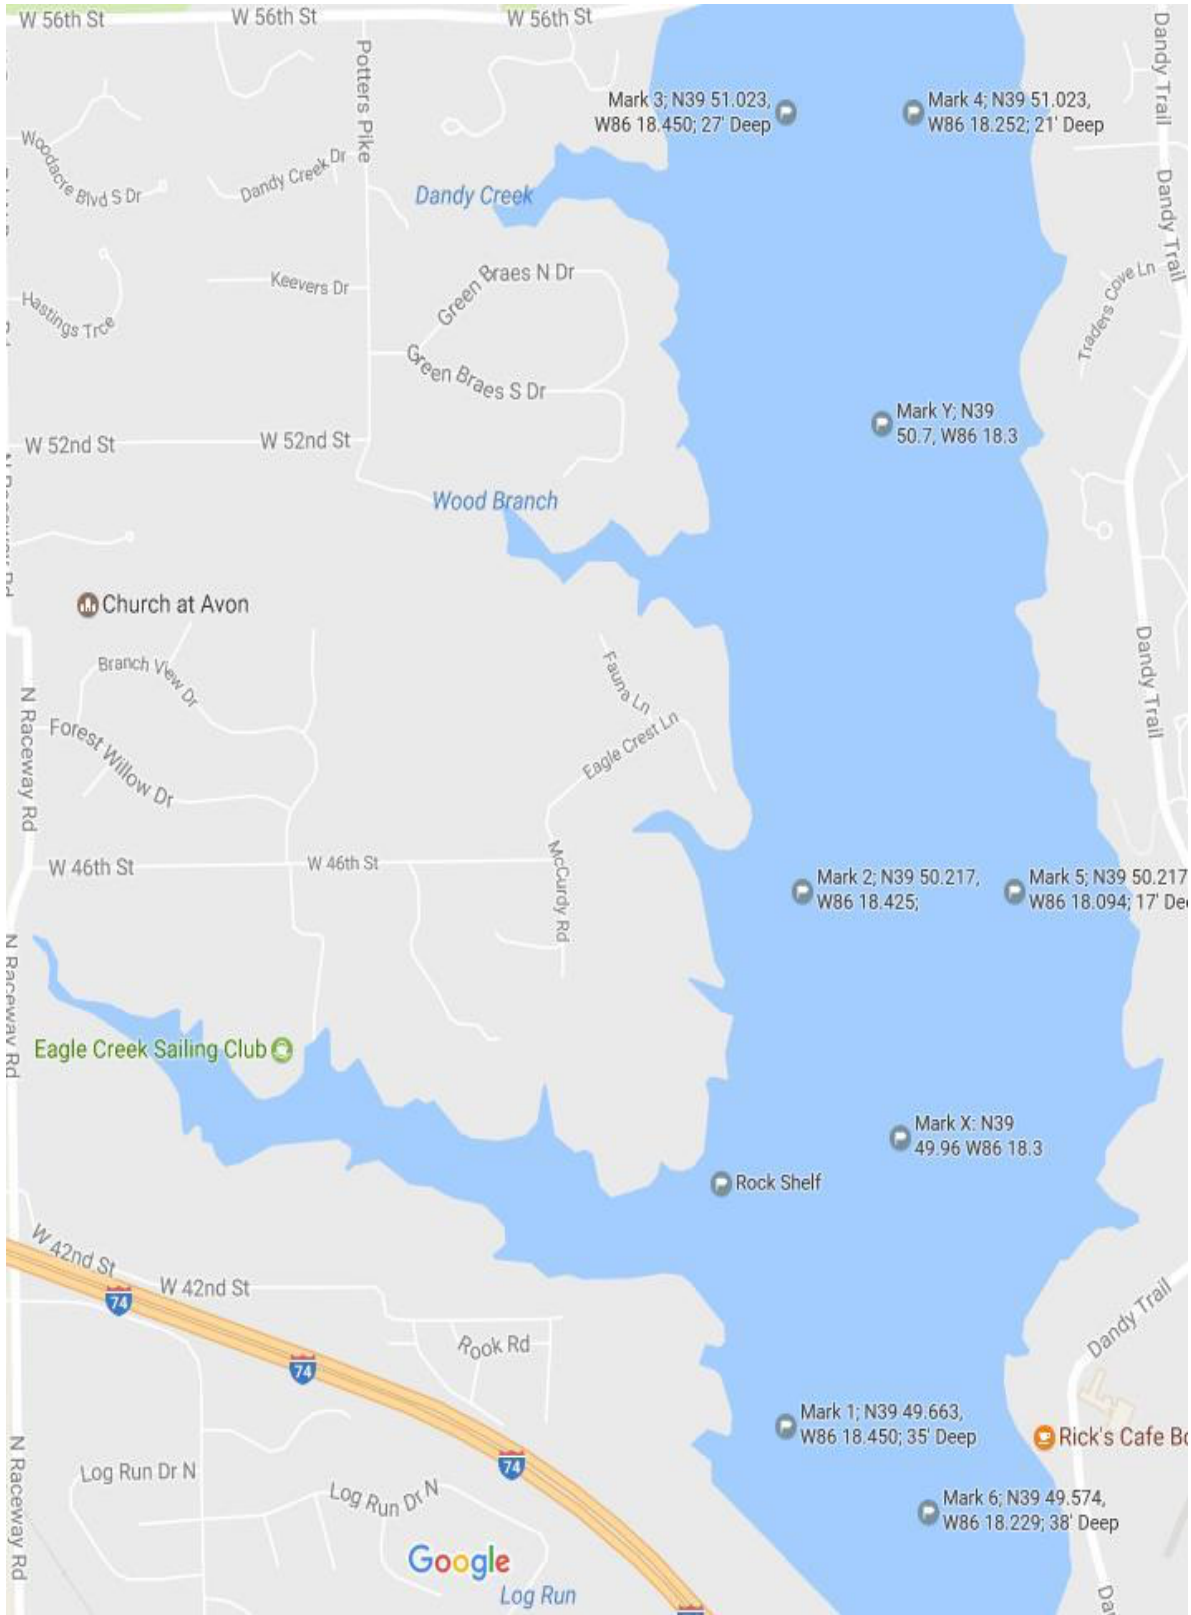 W 56th St
W 56th St
W 56th St
Potters Pike
Dandy Trail
Mark 3; N39 51.023,
W86 18.450; 27' Deep
Mark 4; N39 51.023,
W86 18.252; 21' Deep
Woodacre Blvd S Dr
Dandy Creek Dr
Dandy Creek
Dandy Trail
Keevers Dr
Green Braes N Dr
Traders Cove Ln
Hastings Trce
Green Braes S Dr
Mark Y; N39
50.7, W86 18.3
W 52nd St
W 52nd St
Wood Branch
Church at Avon
Branch View Dr
Fauna Ln
Dandy Trail
N Raceway Rd
Forest Willow Dr
Eagle Crest Ln
W 46th St
W 46th St
McCurdy Rd
Mark 2; N39 50.217,
W86 18.425;
Mark 5; N39 50.217
W86 18.094; 17' Dee
N Raceway Rd
Eagle Creek Sailing Club
Mark X: N39
49.96 W86 18.3
Rock Shelf
W 42nd St
W 42nd St
74
74
Rook Rd
Dandy Trail
Mark 1; N39 49.663,
W86 18.450; 35' Deep
Rick's Cafe Bo
N Raceway Rd
Log Run Dr N
74
Log Run Dr N
Mark 6; N39 49.574,
W86 18.229; 38' Deep
Google
Log Run
Da